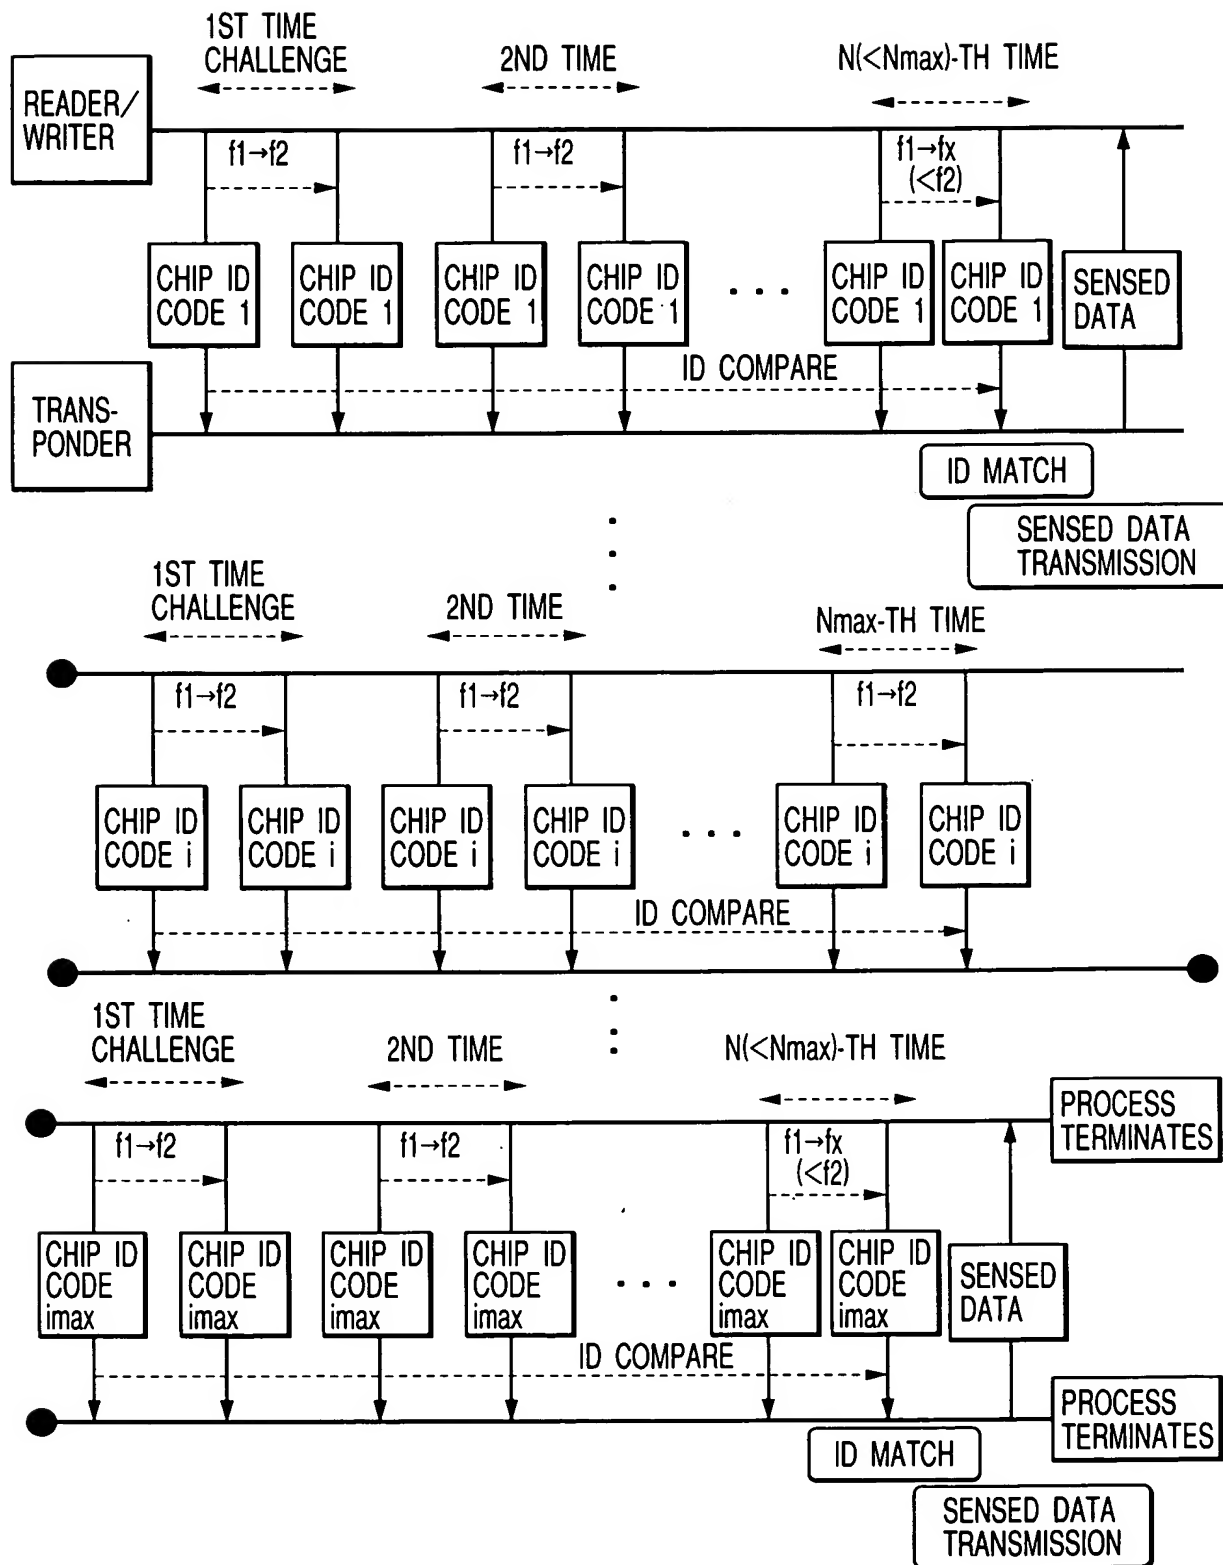 1ST TIME
CHALLENGE
2ND TIME
N(<Nmax)-TH TIME
READER/
WRITER
f1→f2
f1→f2
f1→fx
(<f2)
CHIP ID
CODE 1
CHIP ID
CODE 1
CHIP ID
CODE 1
CHIP ID
CODE 1
. . .
CHIP ID
CODE 1
CHIP ID
CODE 1
SENSED
DATA
ID COMPARE
TRANS-
PONDER
ID MATCH
SENSED DATA
TRANSMISSION
1ST TIME
CHALLENGE
2ND TIME
Nmax-TH TIME
f1→f2
f1→f2
f1→f2
CHIP ID
CODE i
CHIP ID
CODE i
CHIP ID
CODE i
CHIP ID
CODE i
. . .
CHIP ID
CODE i
CHIP ID
CODE i
ID COMPARE
1ST TIME
CHALLENGE
2ND TIME
N(<Nmax)-TH TIME
PROCESS
TERMINATES
f1→f2
f1→f2
f1→fx
(<f2)
CHIP ID
CODE
imax
CHIP ID
CODE
imax
CHIP ID
CODE
imax
CHIP ID
CODE
imax
. . .
CHIP ID
CODE
imax
CHIP ID
CODE
imax
SENSED
DATA
ID COMPARE
PROCESS
TERMINATES
ID MATCH
SENSED DATA
TRANSMISSION